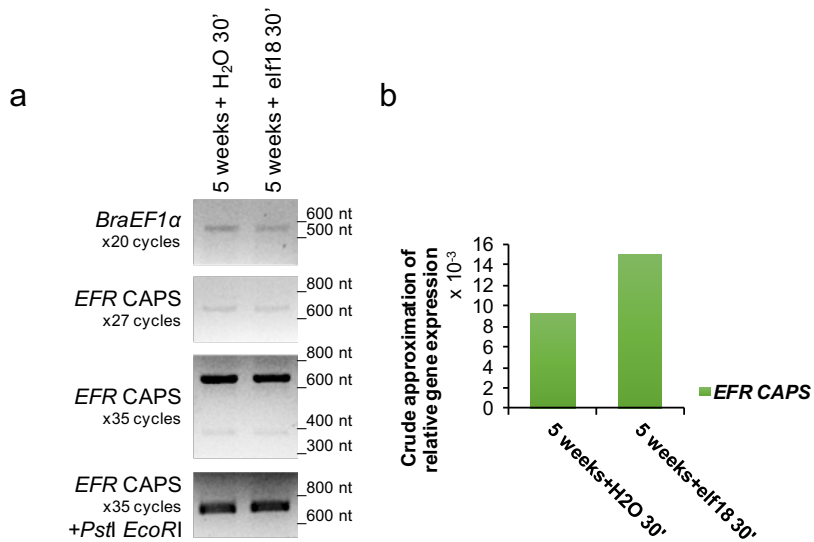 a
5 weeks + H₂O 30’
5 weeks + elf18 30’
BraEF1α
x20 cycles
600 nt
500 nt
EFR CAPS
x27 cycles
800 nt
600 nt
EFR CAPS
x35 cycles
800 nt
600 nt
400 nt
300 nt
EFR CAPS
x35 cycles
+PstI EcoRI
800 nt
600 nt
b
Crude approximation of
relative gene expression
x 10⁻³
16
14
12
10
8
6
4
2
0
5 weeks+H2O 30'
5 weeks+elf18 30'
EFR CAPS